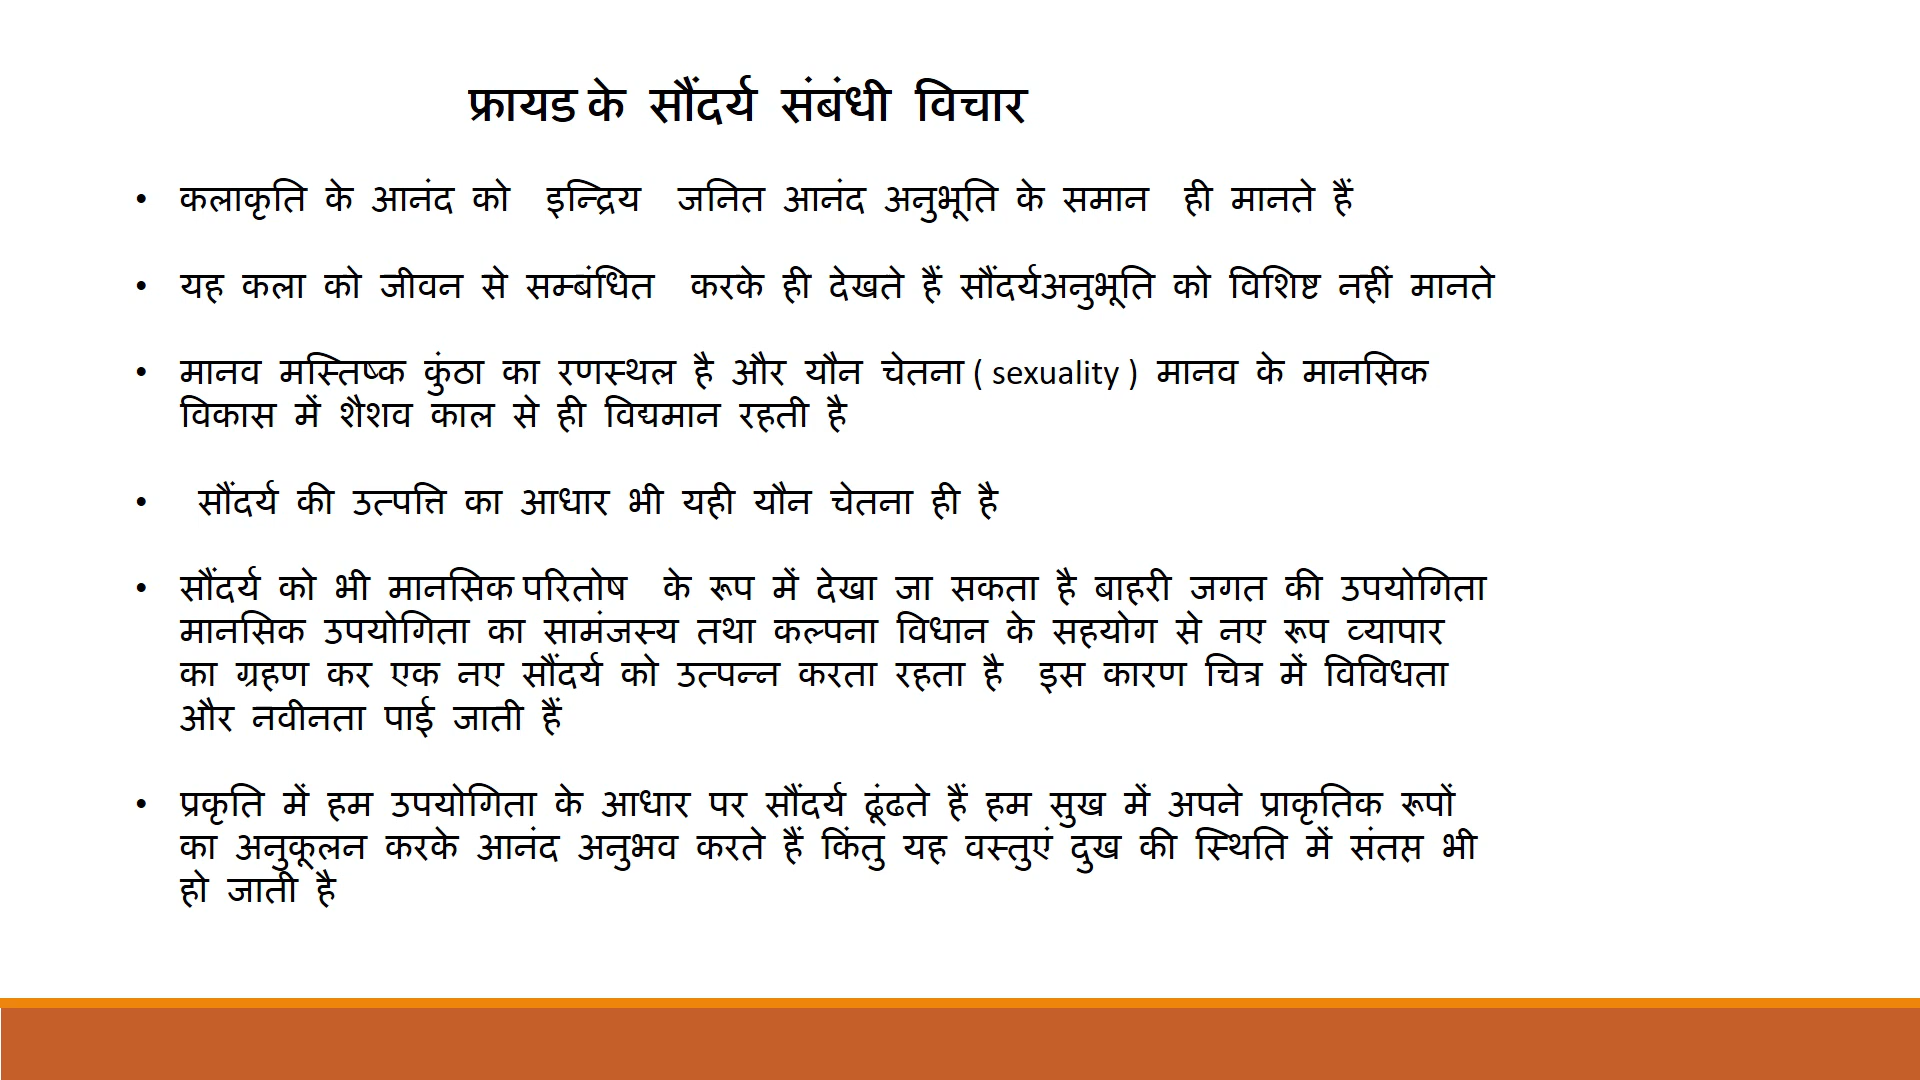 फ्रायड के सौंदर्य संबंधी विचार
• कलाकृति के आनंद को इन्द्रिय जनित आनंद अनुभूति के समान ही मानते हैं
• यह कला को जीवन से सम्बंधित करके ही देखते हैं सौंदर्यअनुभूति को विशिष्ट नहीं मानते
• मानव मस्तिष्क कुंठा का रणस्थल है और यौन चेतना ( sexuality ) मानव के मानसिक
विकास में शैशव काल से ही विद्यमान रहती है
• सौंदर्य की उत्पत्ति का आधार भी यही यौन चेतना ही है
• सौंदर्य को भी मानसिक परितोष के रूप में देखा जा सकता है बाहरी जगत की उपयोगिता
मानसिक उपयोगिता का सामंजस्य तथा कल्पना विधान के सहयोग से नए रूप व्यापार
का ग्रहण कर एक नए सौंदर्य को उत्पन्न करता रहता है इस कारण चित्र में विविधता
और नवीनता पाई जाती हैं
• प्रकृति में हम उपयोगिता के आधार पर सौंदर्य ढूंढते हैं हम सुख में अपने प्राकृतिक रूपों
का अनुकूलन करके आनंद अनुभव करते हैं किंतु यह वस्तुएं दुख की स्थिति में संतप्त भी
हो जाती है